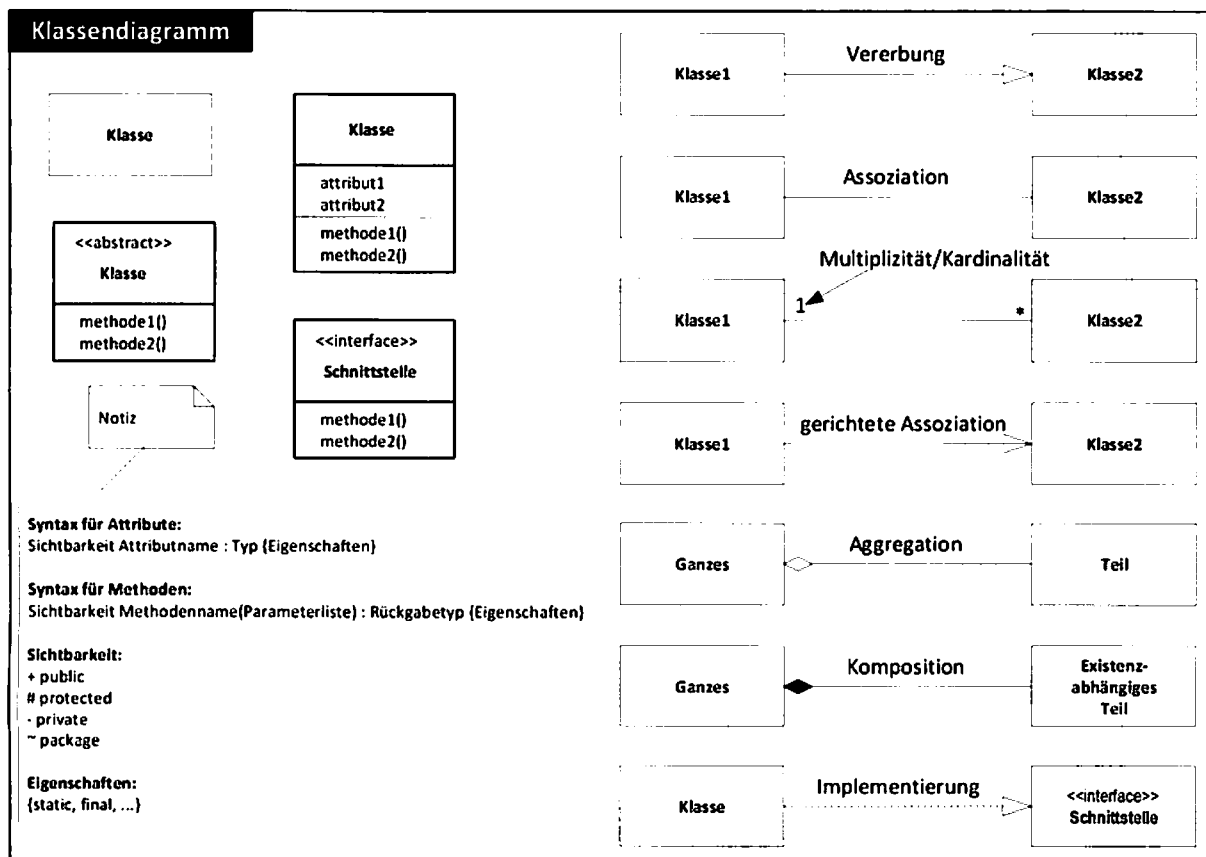 Klassendiagramm
Klasse
Klasse
attribut1
attribut2
methode1()
methode2()
<<abstract>>
Klasse
methode1()
methode2()
<<interface>>
Schnittstelle
methode1()
methode2()
Notiz
Syntax für Attribute:
Sichtbarkeit Attributname : Typ {Eigenschaften}
Syntax für Methoden:
Sichtbarkeit Methodenname(Parameterliste) : Rückgabetyp {Eigenschaften}
Sichtbarkeit:
+ public
# protected
- private
~ package
Eigenschaften:
{static, final, ...}
Klasse1 Vererbung Klasse2
Klasse1 Assoziation Klasse2
Multiplizität/Kardinalität
Klasse1 1 * Klasse2
Klasse1 gerichtete Assoziation Klasse2
Ganzes Aggregation Teil
Ganzes Komposition Existenz-
abhängiges
Teil
Klasse Implementierung <<interface>>
Schnittstelle